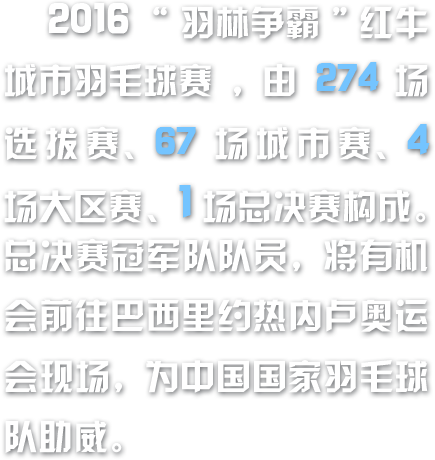 2016“羽林争霸”红牛
城市羽毛球赛，由 274 场
选拔赛、67 场城市赛、4
场大区赛、1场总决赛构成。
总决赛冠军队队员，将有机
会前往巴西里约热内卢奥运
会现场，为中国国家羽毛球
队助威。